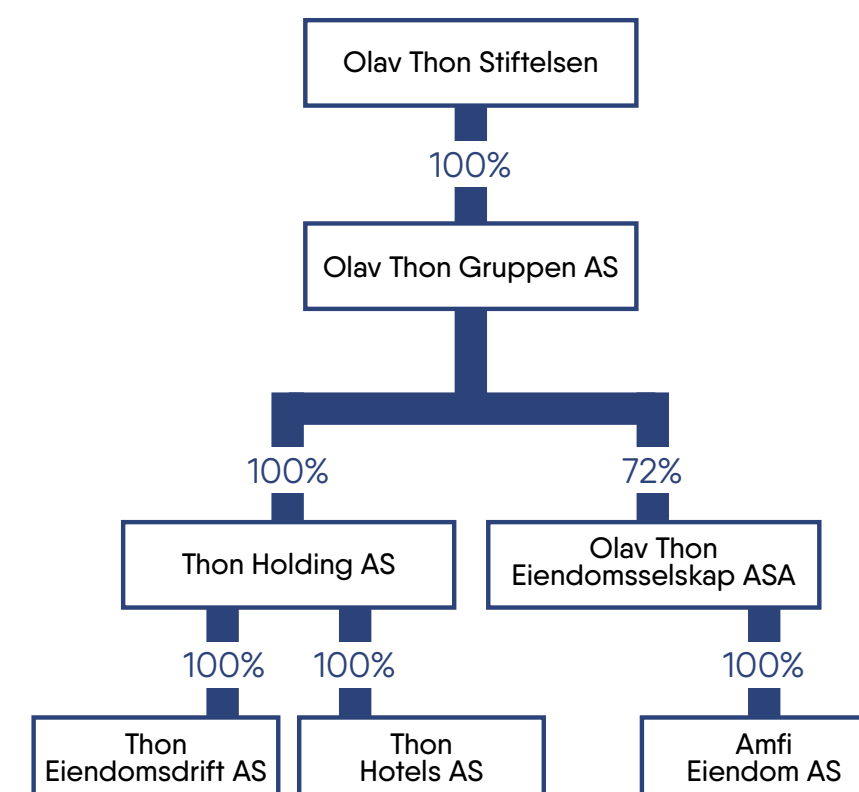 Olav Thon Stiftelsen
100%
Olav Thon Gruppen AS
100%
72%
Thon Holding AS
Olav Thon
Eiendomsselskap ASA
100%
100%
100%
Thon
Eiendomsdrift AS
Thon
Hotels AS
Amfi
Eiendom AS